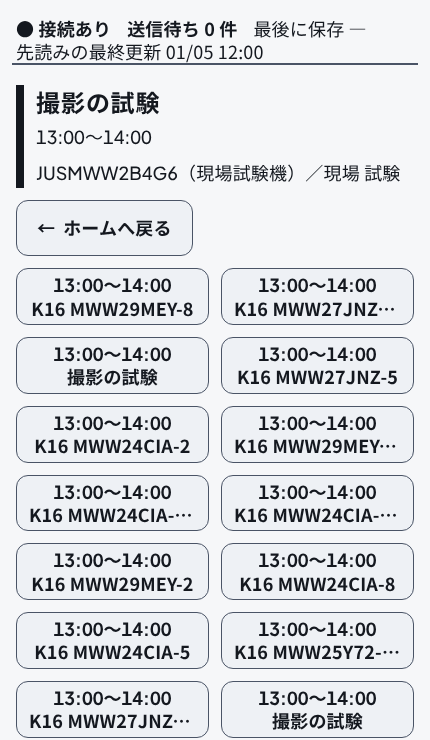 ● 接続あり 送信待ち 0 件 最後に保存 —
先読みの最終更新 01/05 12:00
撮影の試験
13:00〜14:00
JUSMWW2B4G6（現場試験機）／現場 試験
← ホームへ戻る
13:00〜14:00
K16 MWW29MEY-8
13:00〜14:00
K16 MWW27JNZ…
13:00〜14:00
撮影の試験
13:00〜14:00
K16 MWW27JNZ-5
13:00〜14:00
K16 MWW24CIA-2
13:00〜14:00
K16 MWW29MEY…
13:00〜14:00
K16 MWW24CIA-…
13:00〜14:00
K16 MWW24CIA-…
13:00〜14:00
K16 MWW29MEY-2
13:00〜14:00
K16 MWW24CIA-8
13:00〜14:00
K16 MWW24CIA-5
13:00〜14:00
K16 MWW25Y72-…
13:00〜14:00
K16 MWW27JNZ…
13:00〜14:00
撮影の試験